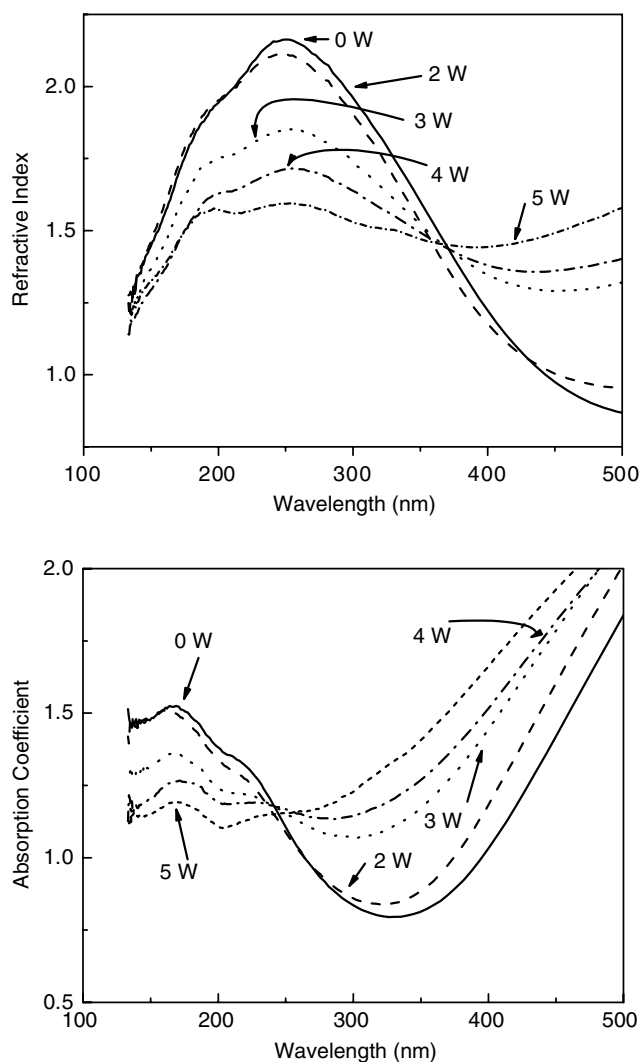 0 W
2 W
2.0
3 W
4 W
5 W
1.5
1.0
Refractive Index
100 200 300 400 500
Wavelength (nm)
2.0
4 W
0 W
1.5
3 W
1.0
5 W
2 W
0.5
Absorption Coefficient
100 200 300 400 500
Wavelength (nm)